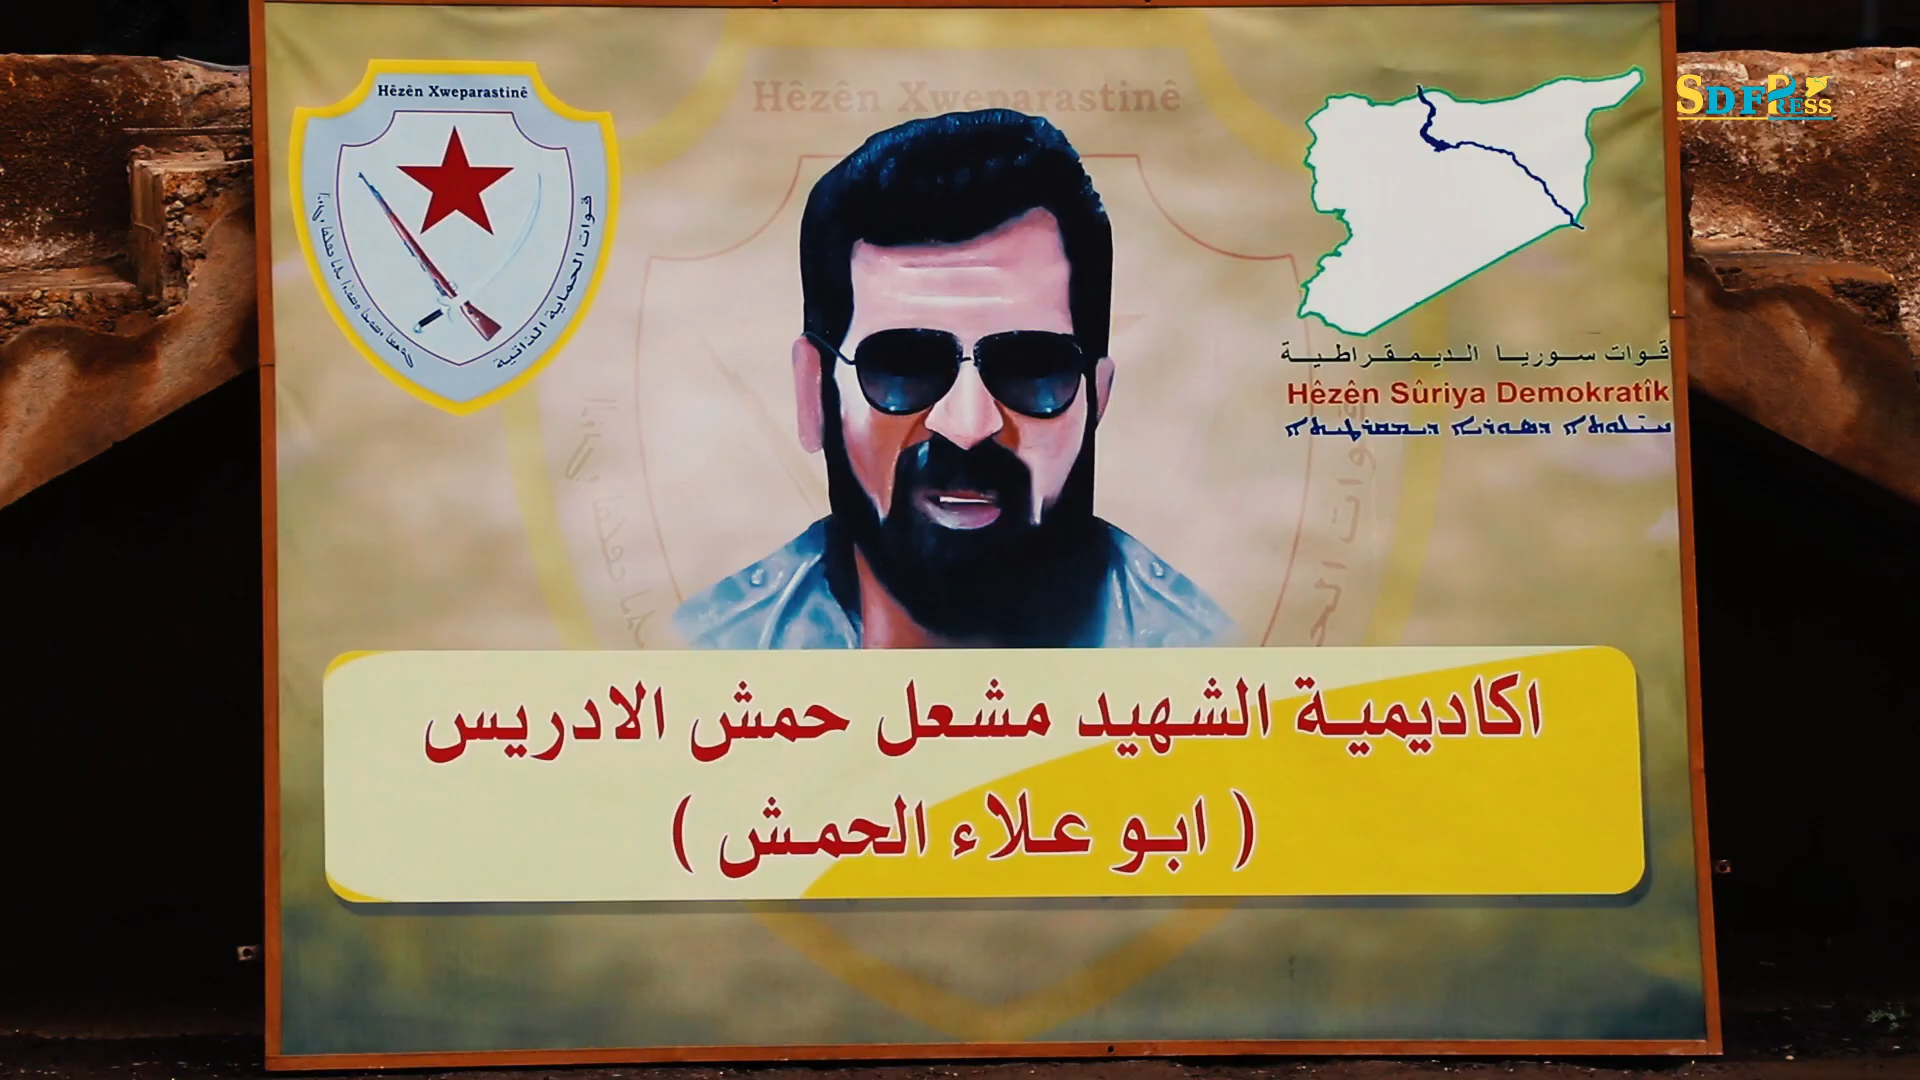 Hêzên Xweparastinê
قوات الحماية الذاتية
Hêzên Xweparastinê
SDF PRESS
قوات سوريا الديمقراطية
Hêzên Sûriya Demokratîk
اكاديمية الشهيد مشعل حمش الادريس
( ابو علاء الحمش )